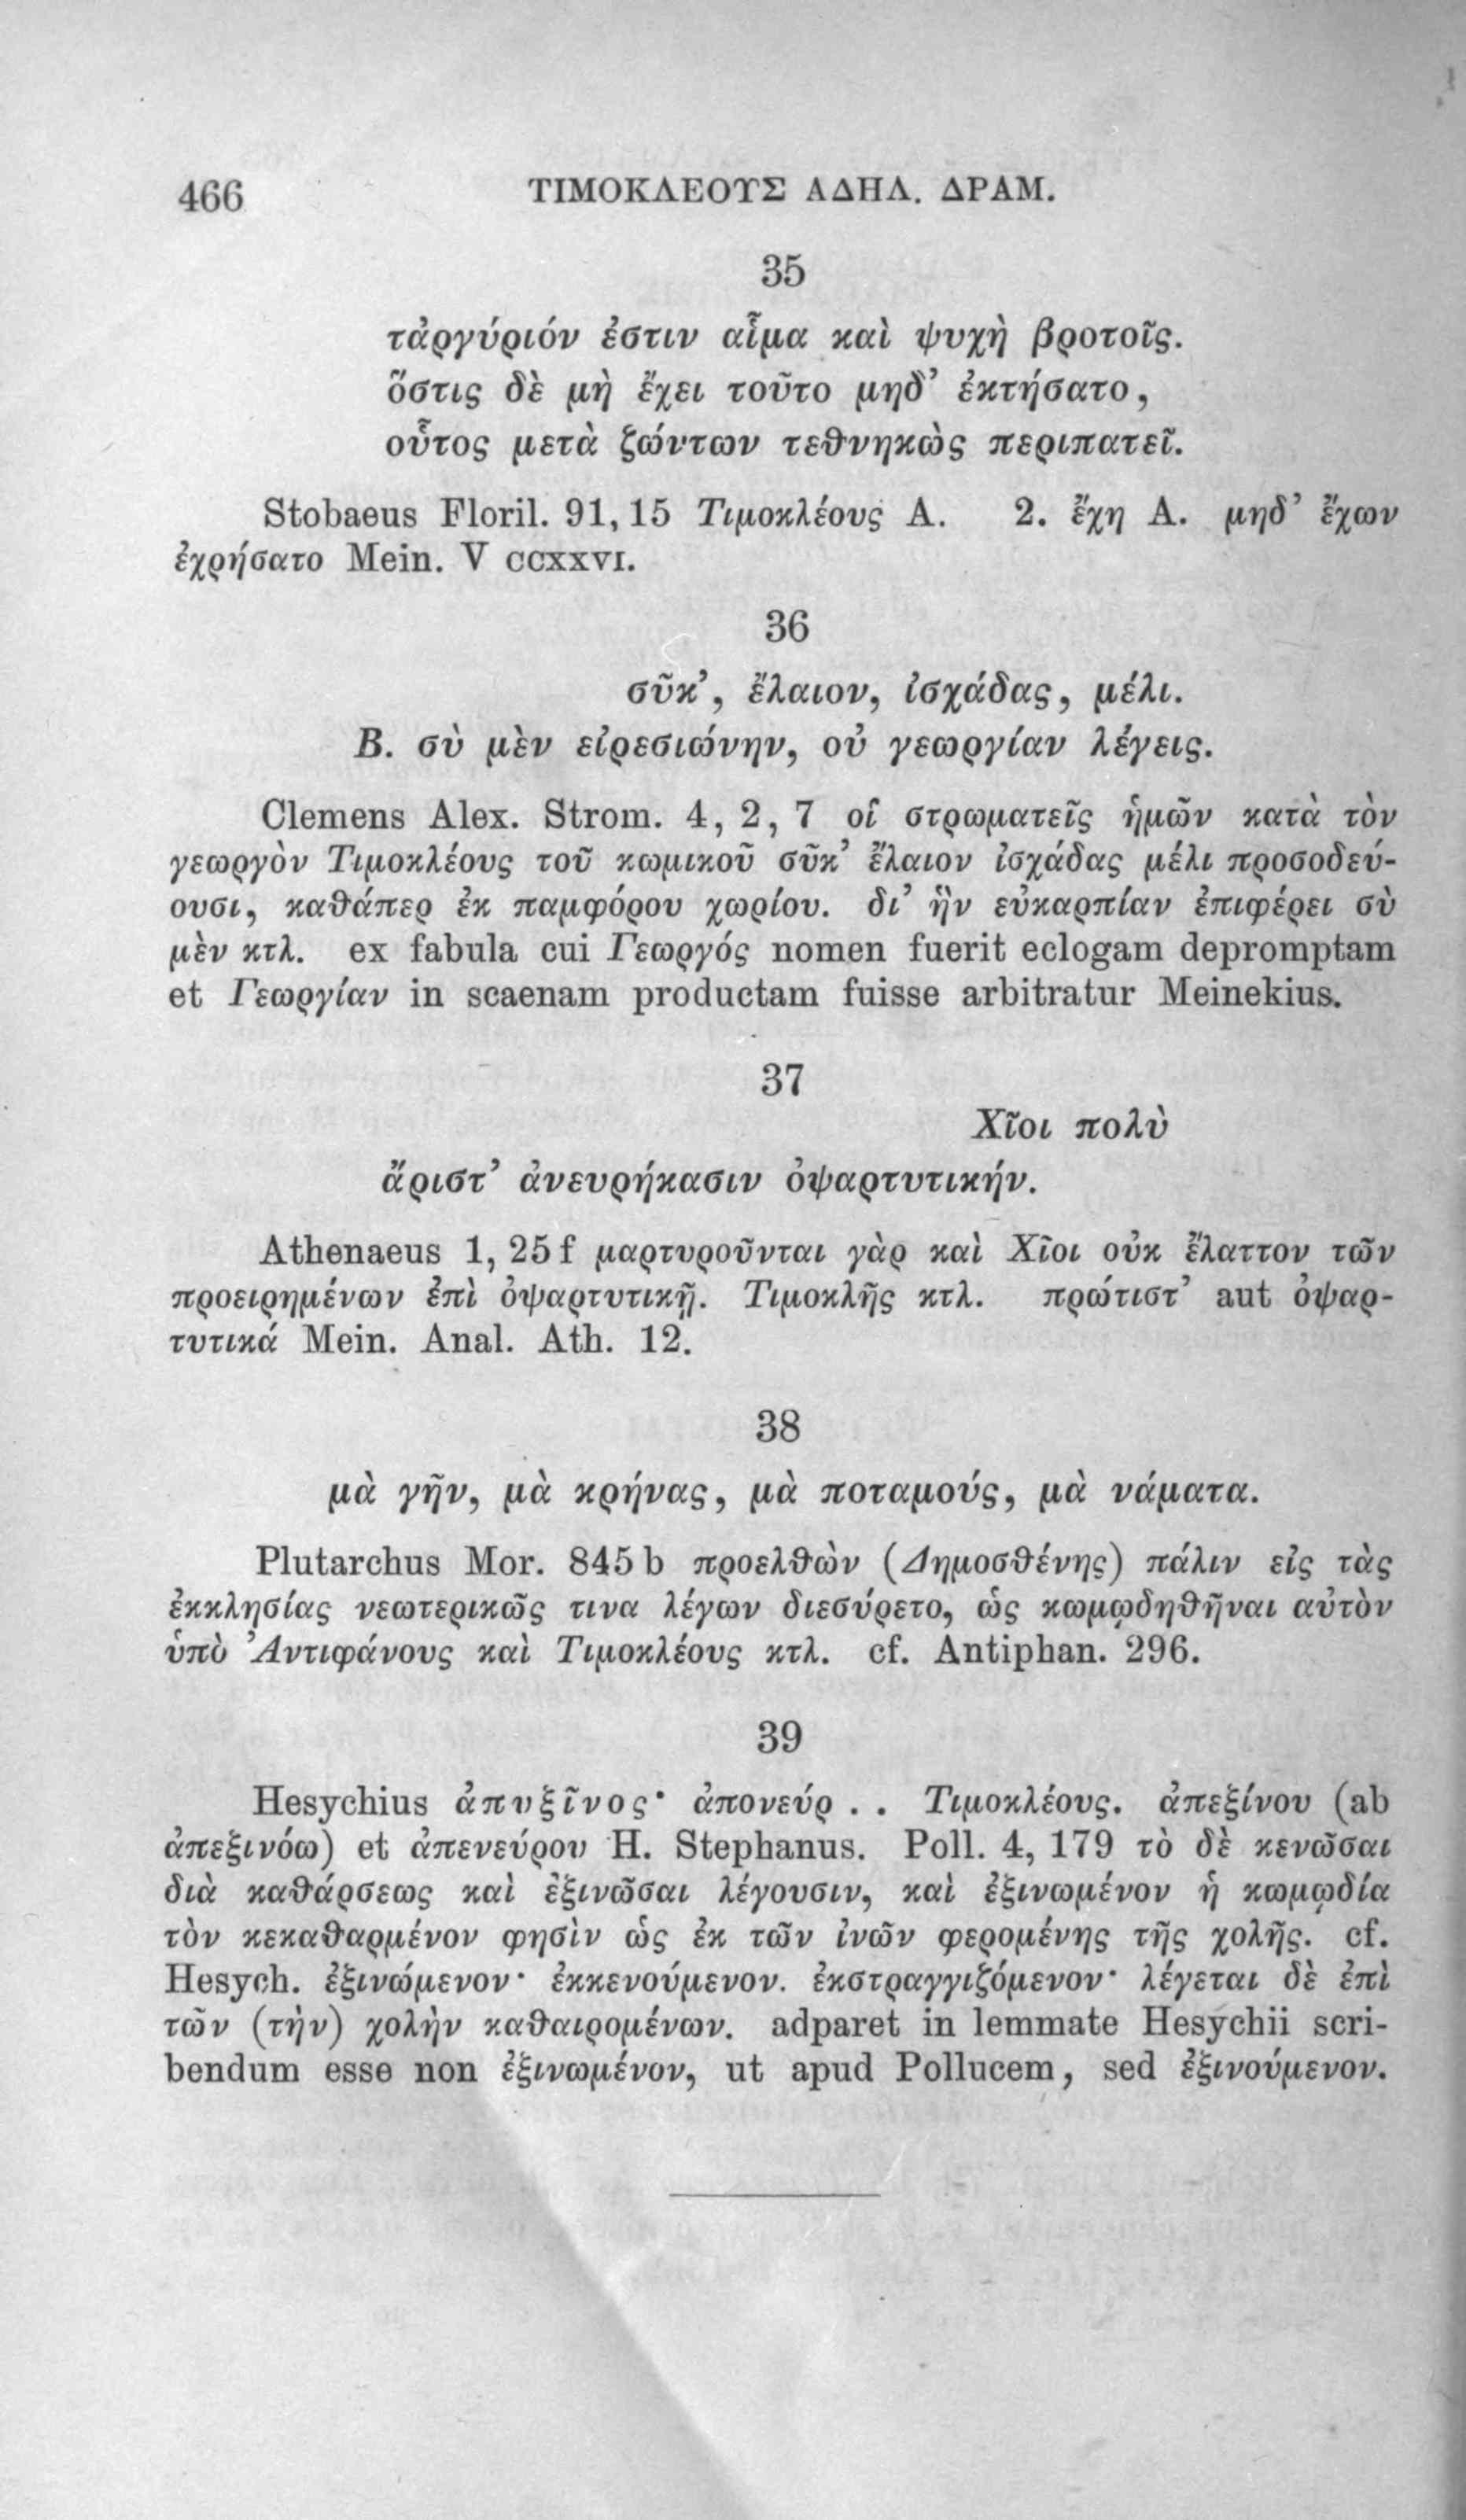 466 ΤΙΜΟΚΛΕΟΥΣ ΑΔΗΛ. ΔΡΑΜ.
35
τἀργύριόν ἐστιν αἷμα καὶ ψυχὴ βροτοῖς.
ὅστις δὲ μὴ ἔχει τοῦτο μηδ’ ἐκτήσατο,
οὗτος μετὰ ζώντων τεθνηκὼς περιπατεῖ.
Stobaeus Floril. 91, 15 Τιμοκλέους A. 2. ἔχη A. μηδ’ ἔχων
ἐχρήσατο Mein. V CCXXVI.
36
σῦκ’, ἔλαιον, ἰσχάδας, μέλι.
Β. σὺ μὲν εἰρεσιώνην, οὐ γεωργίαν λέγεις.
Clemens Alex. Strom. 4, 2, 7 οἱ στρωματεῖς ἡμῶν κατὰ τὸν
γεωργὸν Τιμοκλέους τοῦ κωμικοῦ σῦκ’ ἔλαιον ἰσχάδας μέλι προσοδεύ-
ουσι, καθάπερ ἐκ παμφόρου χωρίου. δι’ ἣν εὐκαρπίαν ἐπιφέρει σὺ
μὲν κτλ. ex fabula cui Γεωργός nomen fuerit eclogam depromptam
et Γεωργίαν in scaenam productam fuisse arbitratur Meinekius.
37
Χῖοι πολὺ
ἄριστ’ ἀνευρήκασιν ὀψαρτυτικήν.
Athenaeus 1, 25 f μαρτυροῦνται γὰρ καὶ Χῖοι οὐκ ἔλαττον τῶν
προειρημένων ἐπὶ ὀψαρτυτικῇ. Τιμοκλῆς κτλ. πρώτιστ’ aut ὀψαρ-
τυτικά Mein. Anal. Ath. 12.
38
μὰ γῆν, μὰ κρήνας, μὰ ποταμούς, μὰ νάματα.
Plutarchus Mor. 845 b προελθὼν (Δημοσθένης) πάλιν εἰς τὰς
ἐκκλησίας νεωτερικῶς τινα λέγων διεσύρετο, ὡς κωμῳδηθῆναι αὐτὸν
ὑπὸ Ἀντιφάνους καὶ Τιμοκλέους κτλ. cf. Antiphan. 296.
39
Hesychius ἀπυξῖνος· ἀπονεύρ . . Τιμοκλέους. ἀπεξίνου (ab
ἀπεξινόω) et ἀπενεύρου H. Stephanus. Poll. 4, 179 τὸ δὲ κενῶσαι
διὰ καθάρσεως καὶ ἐξινῶσαι λέγουσιν, καὶ ἐξινωμένον ἡ κωμῳδία
τὸν κεκαθαρμένον φησὶν ὡς ἐκ τῶν ἰνῶν φερομένης τῆς χολῆς. cf.
Hesych. ἐξινώμενον· ἐκκενούμενον. ἐκστραγγιζόμενον· λέγεται δὲ ἐπὶ
τῶν (τὴν) χολὴν καθαιρομένων. adparet in lemmate Hesychii scri-
bendum esse non ἐξινωμένον, ut apud Pollucem, sed ἐξινούμενον.